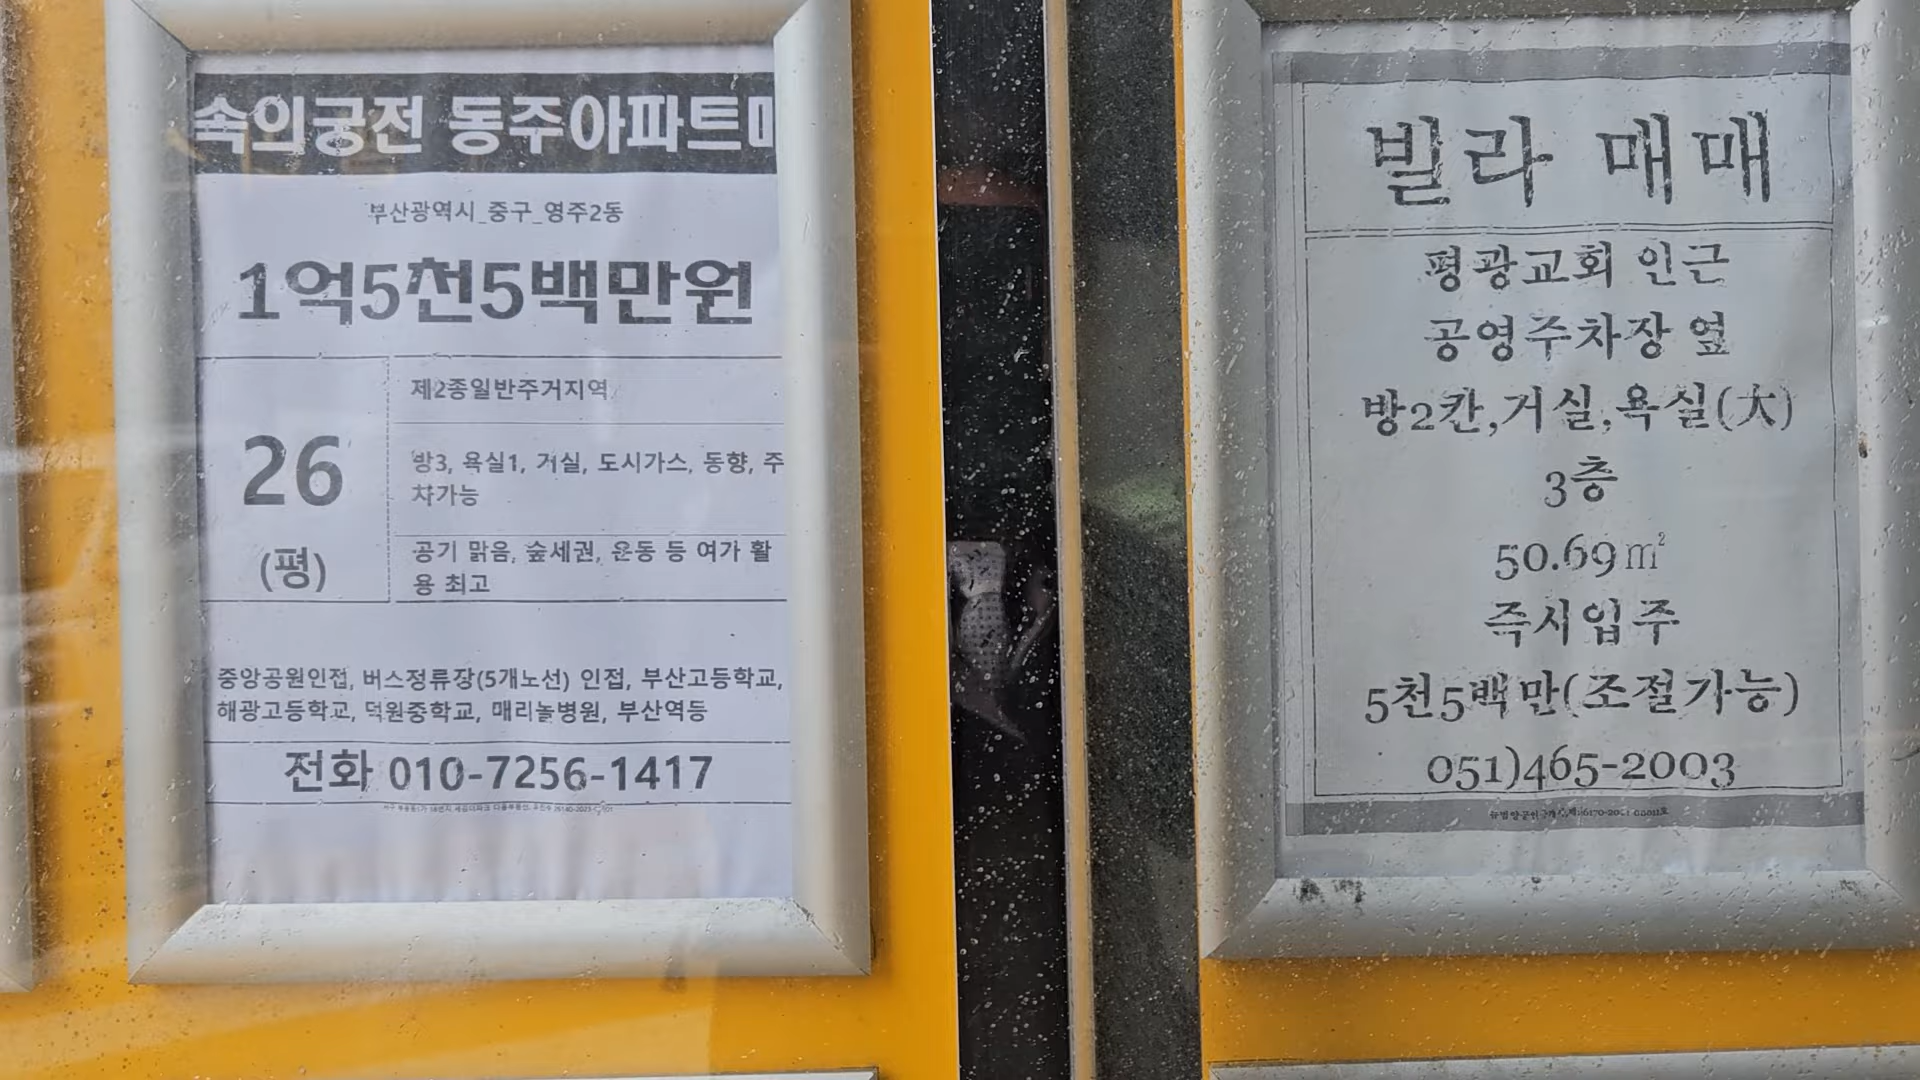 속의궁전 동주아파트
부산광역시_중구_영주2동
1억5천5백만원
26
(평)
제2종일반주거지역
방3, 욕실1, 거실, 도시가스, 동향, 주
차가능
공기 맑음, 숲세권, 운동 등 여가 활
용 최고
중앙공원인접, 버스정류장(5개노선) 인접, 부산고등학교,
해광고등학교, 덕원중학교, 매리놀병원, 부산역등
전화 010-7256-1417
빌라 매매
평광교회 인근
공영주차장 옆
방2칸,거실,욕실(大)
3층
50.69㎡
즉시입주
5천5백만(조절가능)
051)465-2003